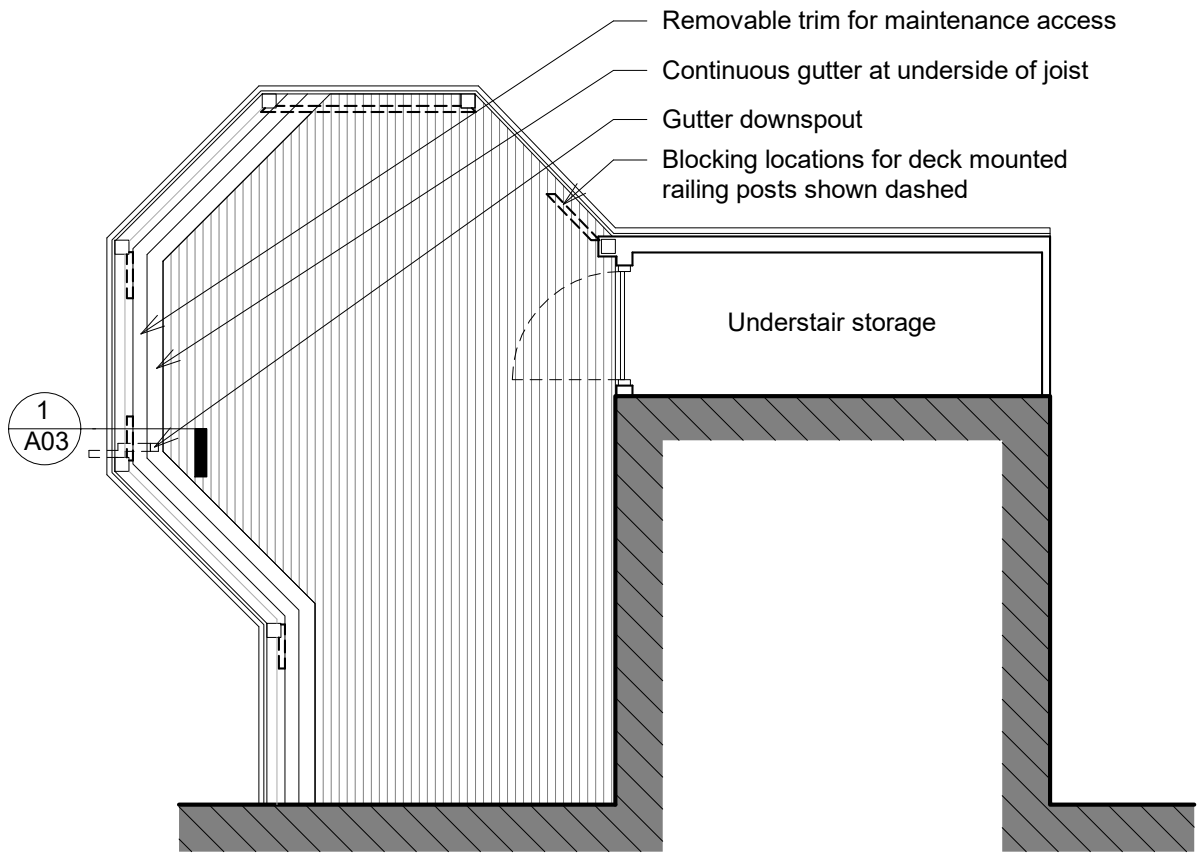 Removable trim for maintenance access
Continuous gutter at underside of joist
Gutter downspout
Blocking locations for deck mounted
railing posts shown dashed
Understair storage
1
A03